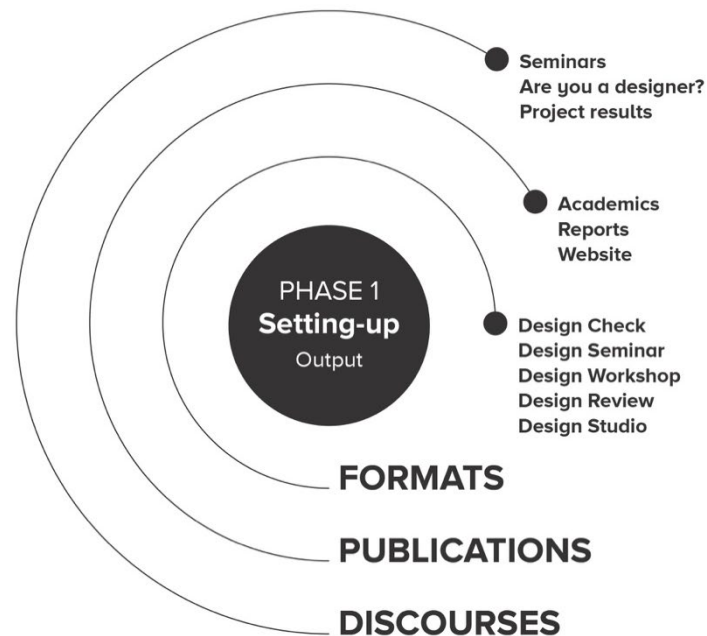 Seminars
Are you a designer?
Project results
Academics
Reports
Website
PHASE 1
Setting-up
Output
Design Check
Design Seminar
Design Workshop
Design Review
Design Studio
FORMATS
PUBLICATIONS
DISCOURSES